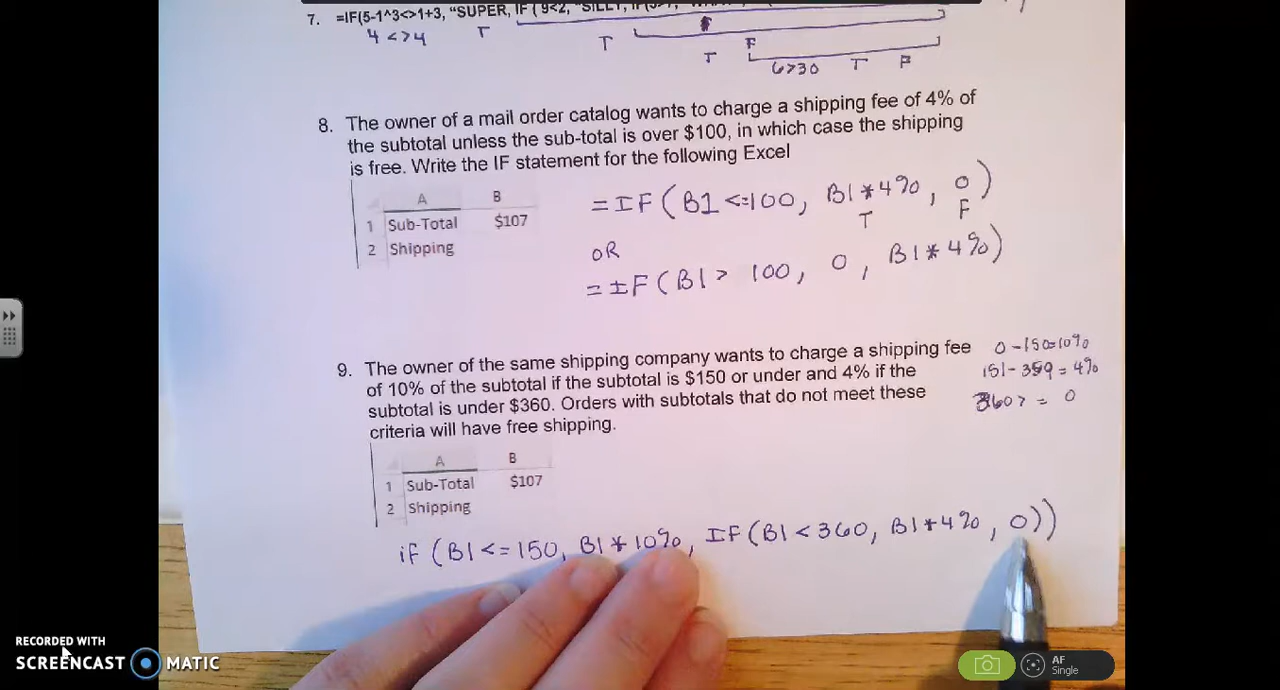 7. =IF(5-1^3<>1+3, "SUPER, IF ( 9<2, "SILLY, IF(
4 <>4 T T F
T F
6>30 T F
8. The owner of a mail order catalog wants to charge a shipping fee of 4% of
the subtotal unless the sub-total is over $100, in which case the shipping
is free. Write the IF statement for the following Excel
A B
1 Sub-Total $107
2 Shipping
=IF(B1 <=100, B1*4%, 0)
T F
OR
=IF(B1 > 100, 0, B1*4%)
9. The owner of the same shipping company wants to charge a shipping fee
of 10% of the subtotal if the subtotal is $150 or under and 4% if the
subtotal is under $360. Orders with subtotals that do not meet these
criteria will have free shipping.
0-150=10%
151-359=4%
360> = 0
A B
1 Sub-Total $107
2 Shipping
if (B1<=150, B1*10%, IF(B1<360, B1*4%, 0))
RECORDED WITH
SCREENCAST MATIC
AF
Single